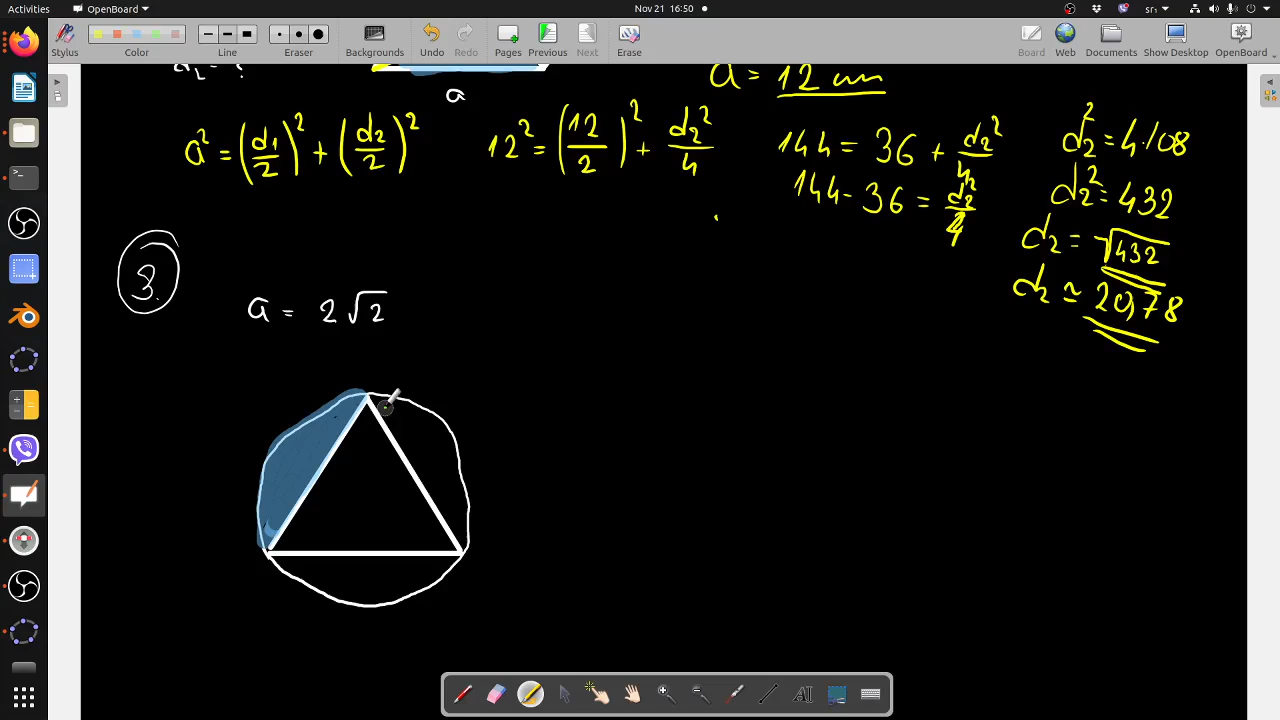 Activities OpenBoard Nov 21 16:50 sr₁
Stylus Color Line Eraser Backgrounds Undo Redo Pages Previous Next Erase Board Web Documents Show Desktop OpenBoard
a
a = 12 cm
a² = (d₁/2)² + (d₂/2)²
12² = (12/2)² + d₂²/4
144 = 36 + d₂²/4
144 - 36 = d₂²/4
d₂² = 4·108
d₂² = 432
d₂ = √432
d₂ ≃ 20,78
3.
a = 2√2